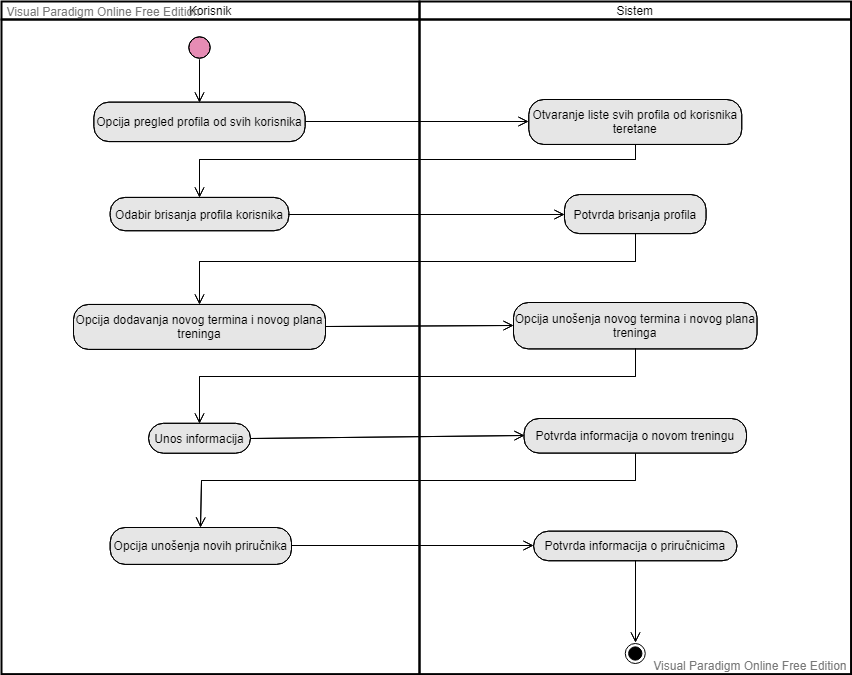 Visual Paradigm Online Free Edition
Korisnik
Sistem
Opcija pregled profila od svih korisnika
Otvaranje liste svih profila od korisnika
teretane
Odabir brisanja profila korisnika
Potvrda brisanja profila
Opcija dodavanja novog termina i novog plana
treninga
Opcija unošenja novog termina i novog plana
treninga
Unos informacija
Potvrda informacija o novom treningu
Opcija unošenja novih priručnika
Potvrda informacija o priručnicima
Visual Paradigm Online Free Edition